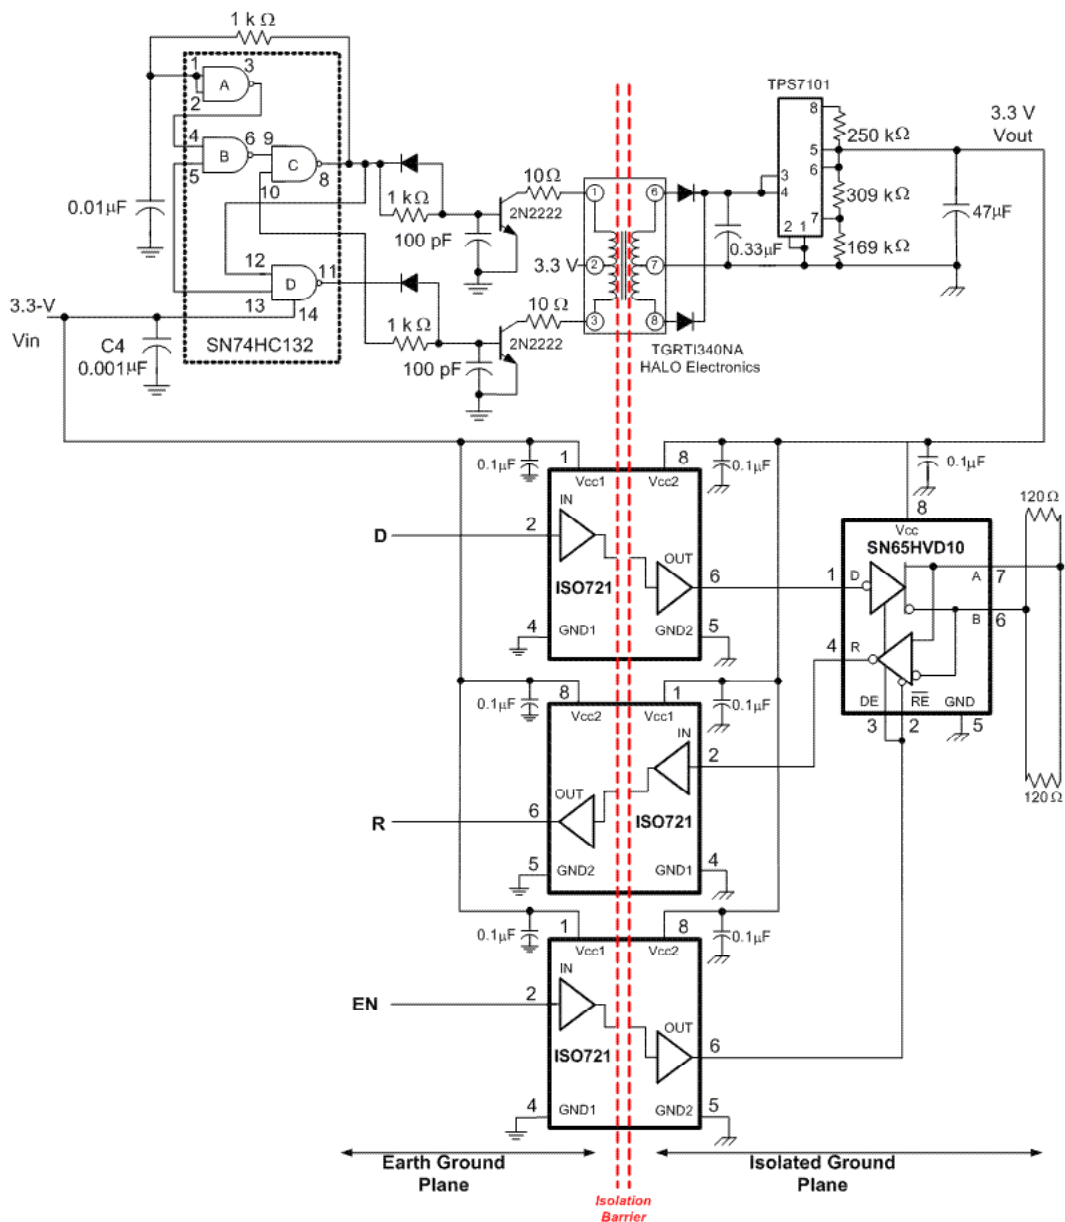 1 k Ω
1
3
A
2
4
6
9
B
C
5
10
8
0.01µF
12
11
D
13
14
3.3-V
Vin
C4
0.001µF
SN74HC132
1 kΩ
100 pF
2N2222
10Ω
1 kΩ
100 pF
2N2222
10 Ω
1
6
3.3 V
2
7
3
8
TGRTI340NA
HALO Electronics
TPS7101
8
5
6
3
4
7
2
1
250 kΩ
309 kΩ
169 kΩ
0.33µF
47µF
3.3 V
Vout
0.1µF
1
8
0.1µF
0.1µF
Vcc1
Vcc2
IN
D
2
OUT
6
ISO721
4
GND1
GND2
5
8
Vcc
SN65HVD10
120Ω
1
D
A
7
B
6
4
R
DE
RE
GND
3
2
5
120Ω
0.1µF
8
1
0.1µF
Vcc2
Vcc1
IN
2
OUT
R
6
ISO721
5
GND2
GND1
4
0.1µF
1
8
0.1µF
Vcc1
Vcc2
IN
EN
2
OUT
6
ISO721
4
GND1
GND2
5
Earth Ground
Plane
Isolated Ground
Plane
Isolation
Barrier